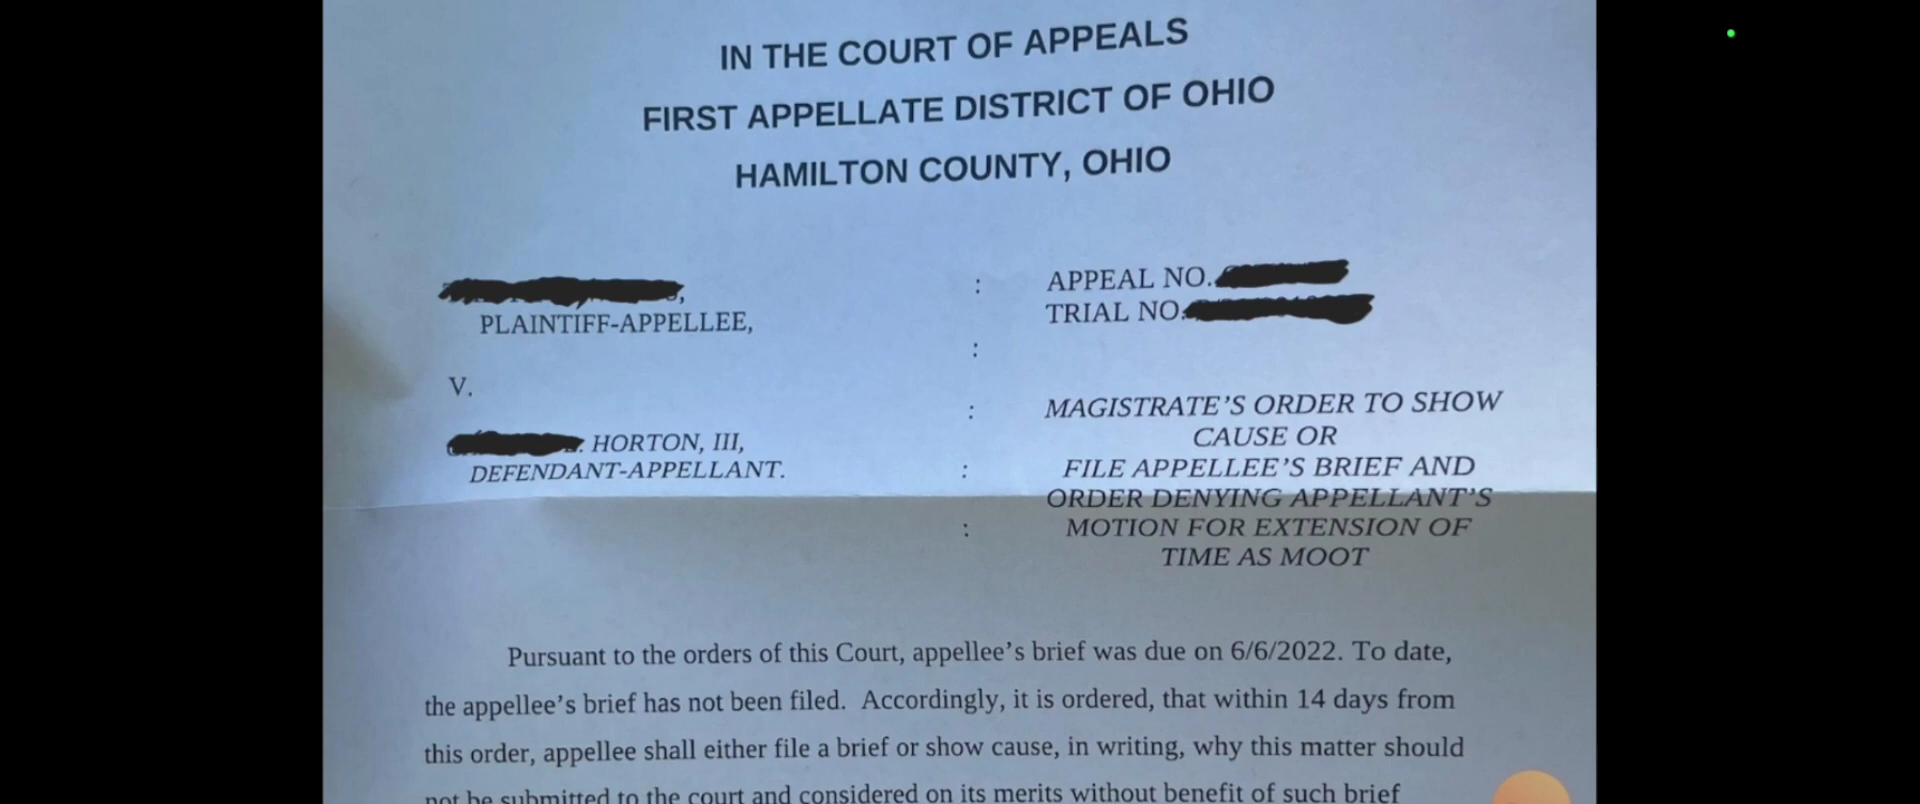 IN THE COURT OF APPEALS
FIRST APPELLATE DISTRICT OF OHIO
HAMILTON COUNTY, OHIO
,
PLAINTIFF-APPELLEE,
:
APPEAL NO.
TRIAL NO.
:
V.
:
HORTON, III,
DEFENDANT-APPELLANT.
:
:
MAGISTRATE'S ORDER TO SHOW
CAUSE OR
FILE APPELLEE'S BRIEF AND
ORDER DENYING APPELLANT'S
MOTION FOR EXTENSION OF
TIME AS MOOT
Pursuant to the orders of this Court, appellee's brief was due on 6/6/2022. To date,
the appellee's brief has not been filed. Accordingly, it is ordered, that within 14 days from
this order, appellee shall either file a brief or show cause, in writing, why this matter should
not be submitted to the court and considered on its merits without benefit of such brief